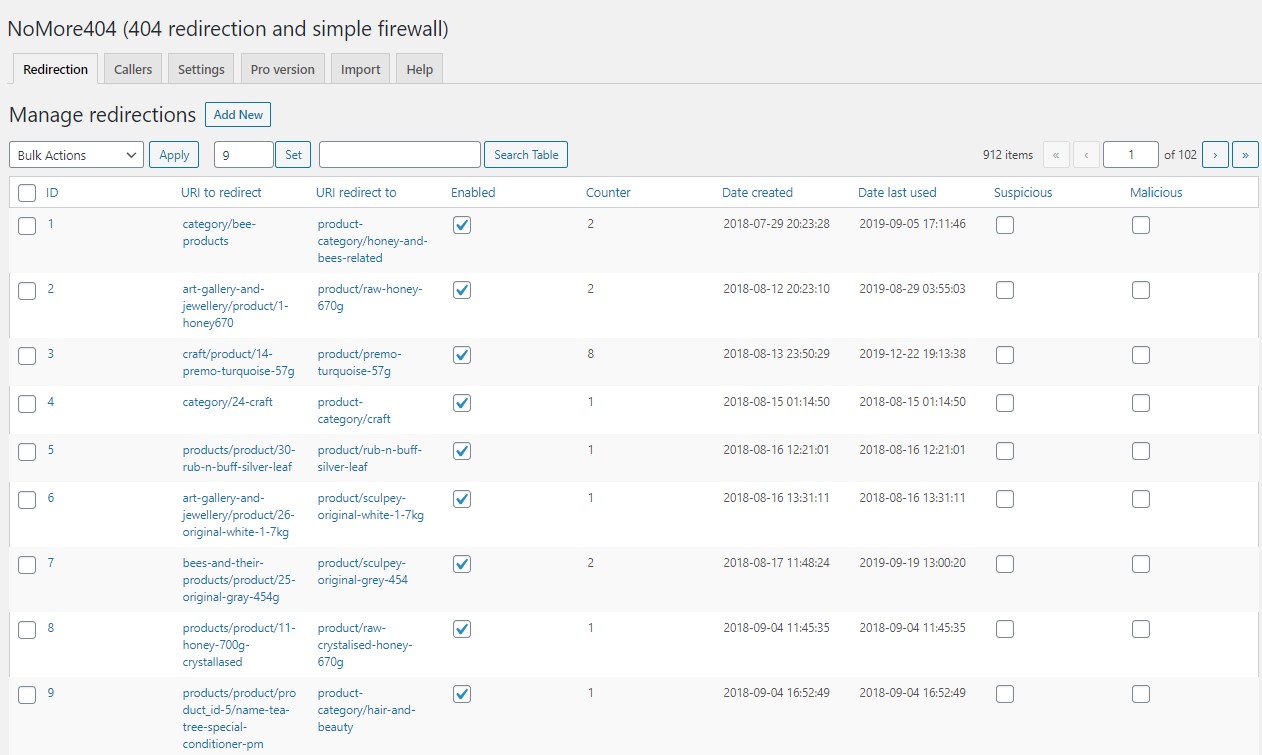 NoMore404 (404 redirection and simple firewall)
Redirection Callers Settings Pro version Import Help
Manage redirections Add New
Bulk Actions Apply 9 Set Search Table 912 items « ‹ 1 of 102 › »
ID URI to redirect URI redirect to Enabled Counter Date created Date last used Suspicious Malicious
1 category/bee- product- 2 2018-07-29 20:23:28 2019-09-05 17:11:46
products category/honey-and-
bees-related
2 art-gallery-and- product/raw-honey- 2 2018-08-12 20:23:10 2019-08-29 03:55:03
jewellery/product/1- 670g
honey670
3 craft/product/14- product/premo- 8 2018-08-13 23:50:29 2019-12-22 19:13:38
premo-turquoise-57g turquoise-57g
4 category/24-craft product- 1 2018-08-15 01:14:50 2018-08-15 01:14:50
category/craft
5 products/product/30- product/rub-n-buff- 1 2018-08-16 12:21:01 2018-08-16 12:21:01
rub-n-buff-silver-leaf silver-leaf
6 art-gallery-and- product/sculpey- 1 2018-08-16 13:31:11 2018-08-16 13:31:11
jewellery/product/26- original-white-1-7kg
original-white-1-7kg
7 bees-and-their- product/sculpey- 2 2018-08-17 11:48:24 2019-09-19 13:00:20
products/product/25- original-grey-454
original-gray-454g
8 products/product/11- product/raw- 1 2018-09-04 11:45:35 2018-09-04 11:45:35
honey-700g- crystalised-honey-
crystallased 670g
9 products/product/pro product- 1 2018-09-04 16:52:49 2018-09-04 16:52:49
duct_id-5/name-tea- category/hair-and-
tree-special- beauty
conditioner-pm